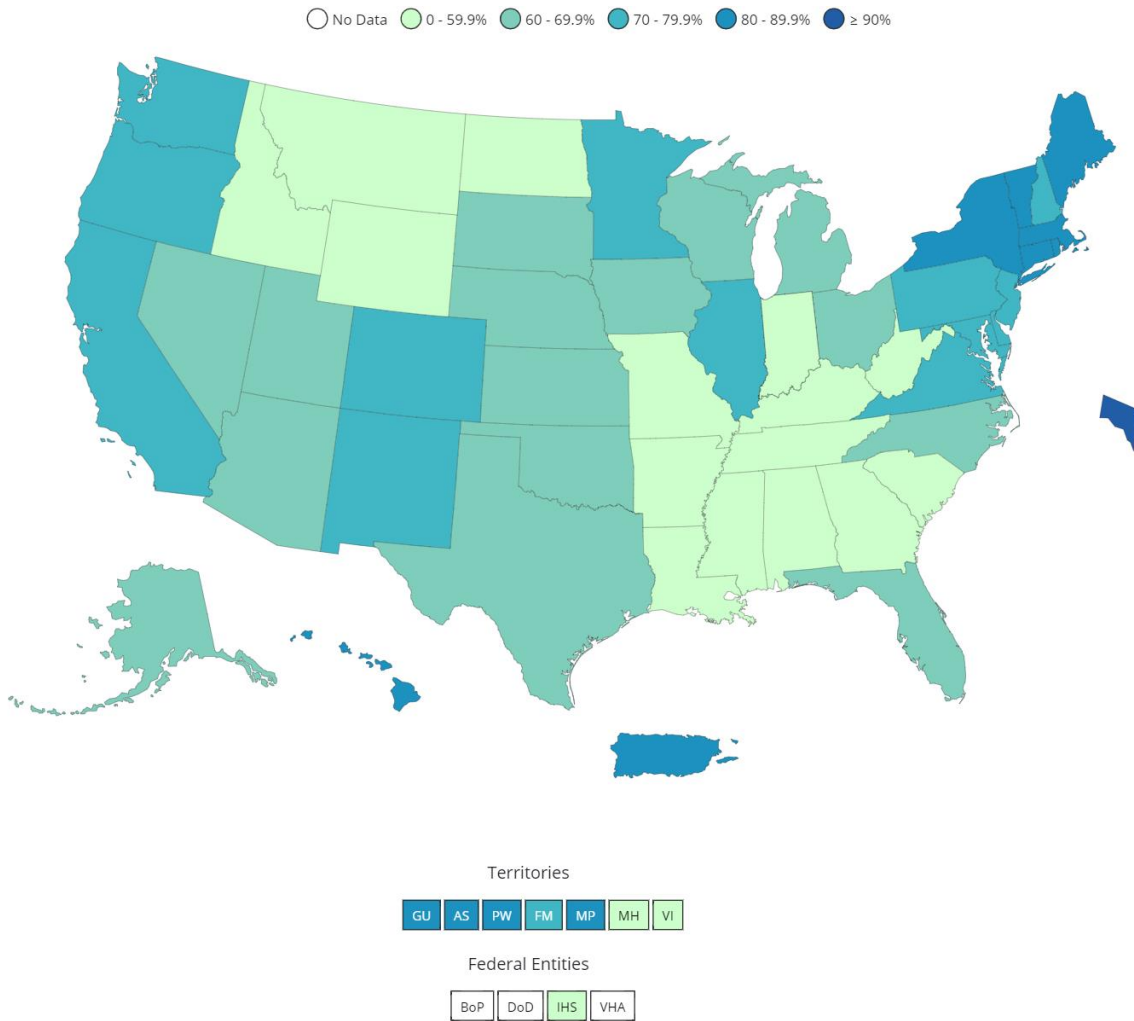 No Data 0 - 59.9% 60 - 69.9% 70 - 79.9% 80 - 89.9% ≥ 90%
Territories
GU AS PW FM MP MH VI
Federal Entities
BoP DoD IHS VHA